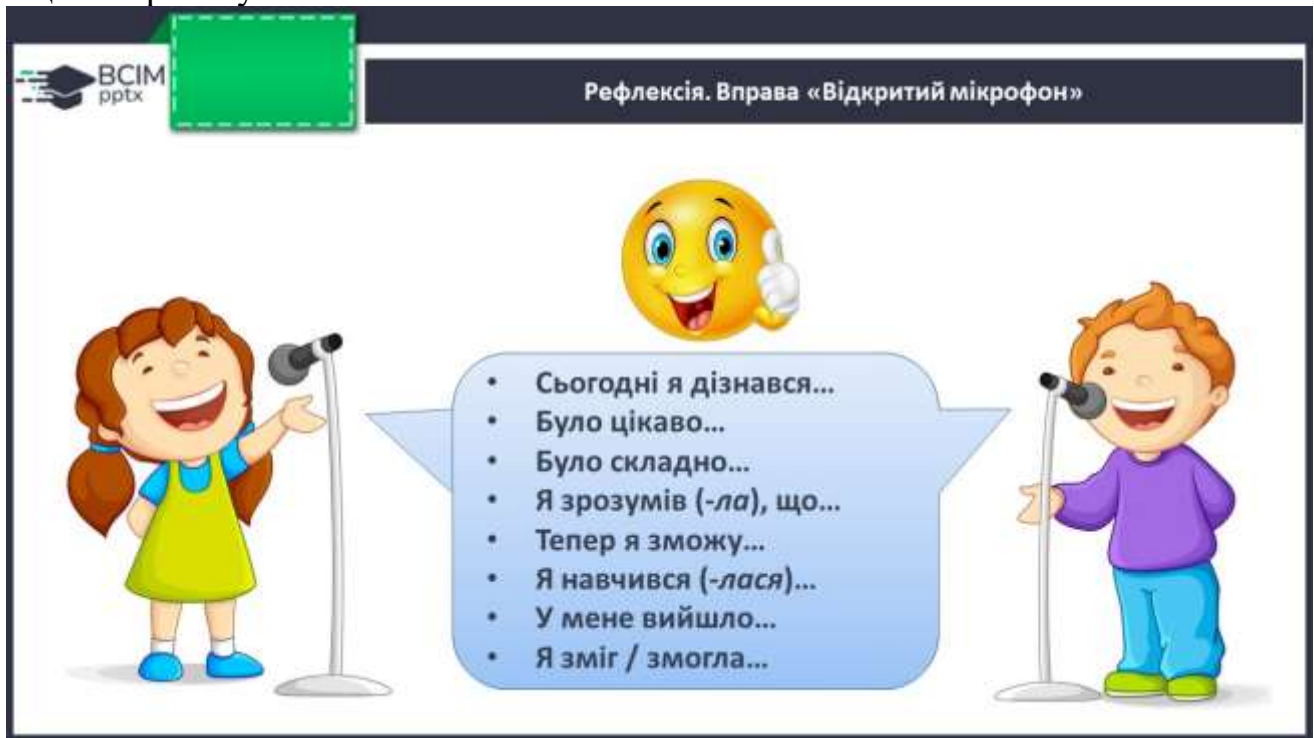 ВСІМ
pptx
Рефлексія. Вправа «Відкритий мікрофон»
• Сьогодні я дізнався...
• Було цікаво...
• Було складно...
• Я зрозумів (-ла), що...
• Тепер я зможу...
• Я навчився (-лася)...
• У мене вийшло...
• Я зміг / змогла...